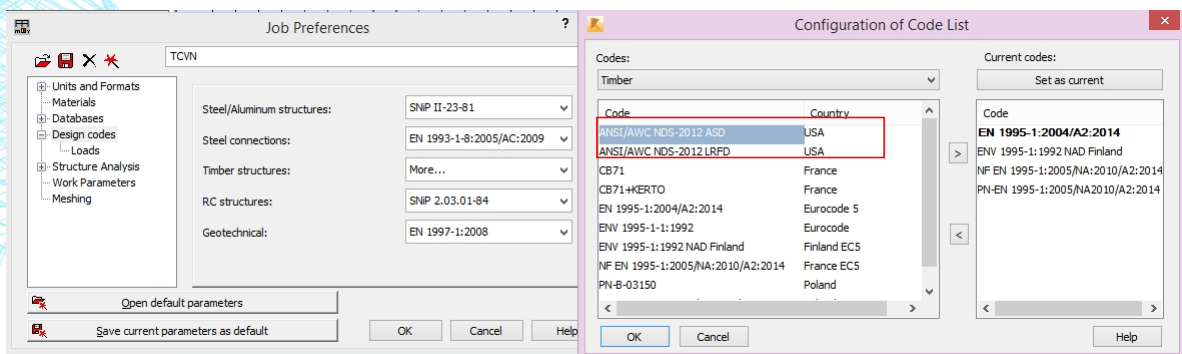 Job Preferences
?
TCVN
Units and Formats
Materials
Databases
Design codes
Loads
Structure Analysis
Work Parameters
Meshing
Steel/Aluminum structures:
SNiP II-23-81
Steel connections:
EN 1993-1-8:2005/AC:2009
Timber structures:
More...
RC structures:
SNiP 2.03.01-84
Geotechnical:
EN 1997-1:2008
Open default parameters
Save current parameters as default
OK
Cancel
Help
Configuration of Code List
Codes:
Timber
Code Country
ANSI/AWC NDS-2012 ASD USA
ANSI/AWC NDS-2012 LRFD USA
CB71 France
CB71+KERTO France
EN 1995-1:2004/A2:2014 Eurocode 5
ENV 1995-1-1:1992 Eurocode
ENV 1995-1:1992 NAD Finland Finland EC5
NF EN 1995-1:2005/NA:2010/A2:2014 France EC5
PN-B-03150 Poland
>
<
OK
Cancel
Current codes:
Set as current
Code
EN 1995-1:2004/A2:2014
ENV 1995-1:1992 NAD Finland
NF EN 1995-1:2005/NA:2010/A2:2014
PN-EN 1995-1:2005/NA2010/A2:2014
Help